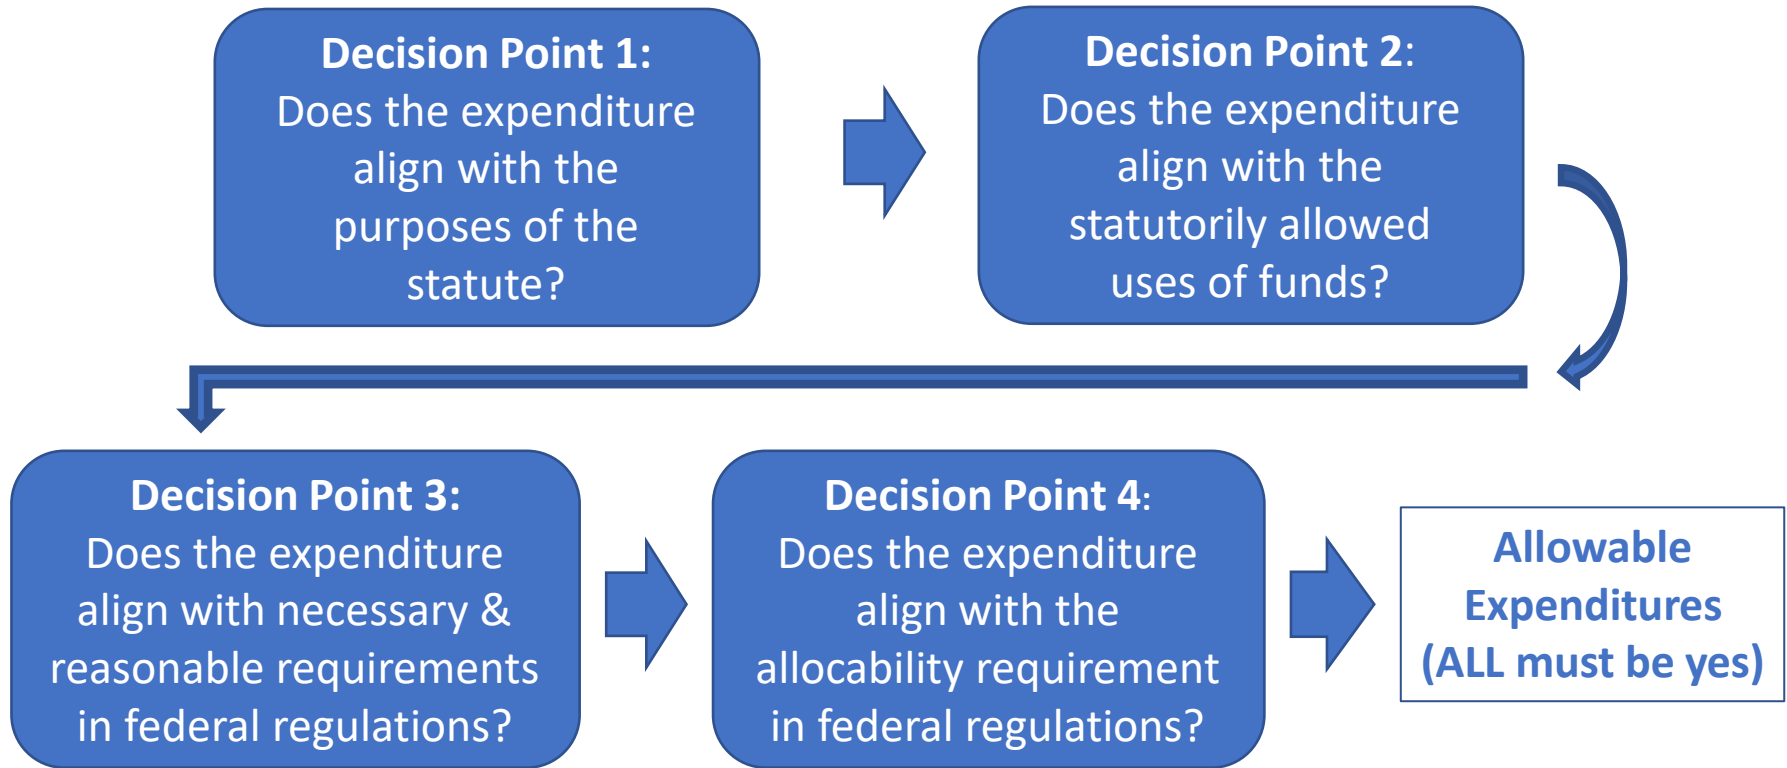 Decision Point 1:
Does the expenditure
align with the
purposes of the
statute?
Decision Point 2:
Does the expenditure
align with the
statutorily allowed
uses of funds?
Decision Point 3:
Does the expenditure
align with necessary &
reasonable requirements
in federal regulations?
Decision Point 4:
Does the expenditure
align with the
allocability requirement
in federal regulations?
Allowable
Expenditures
(ALL must be yes)